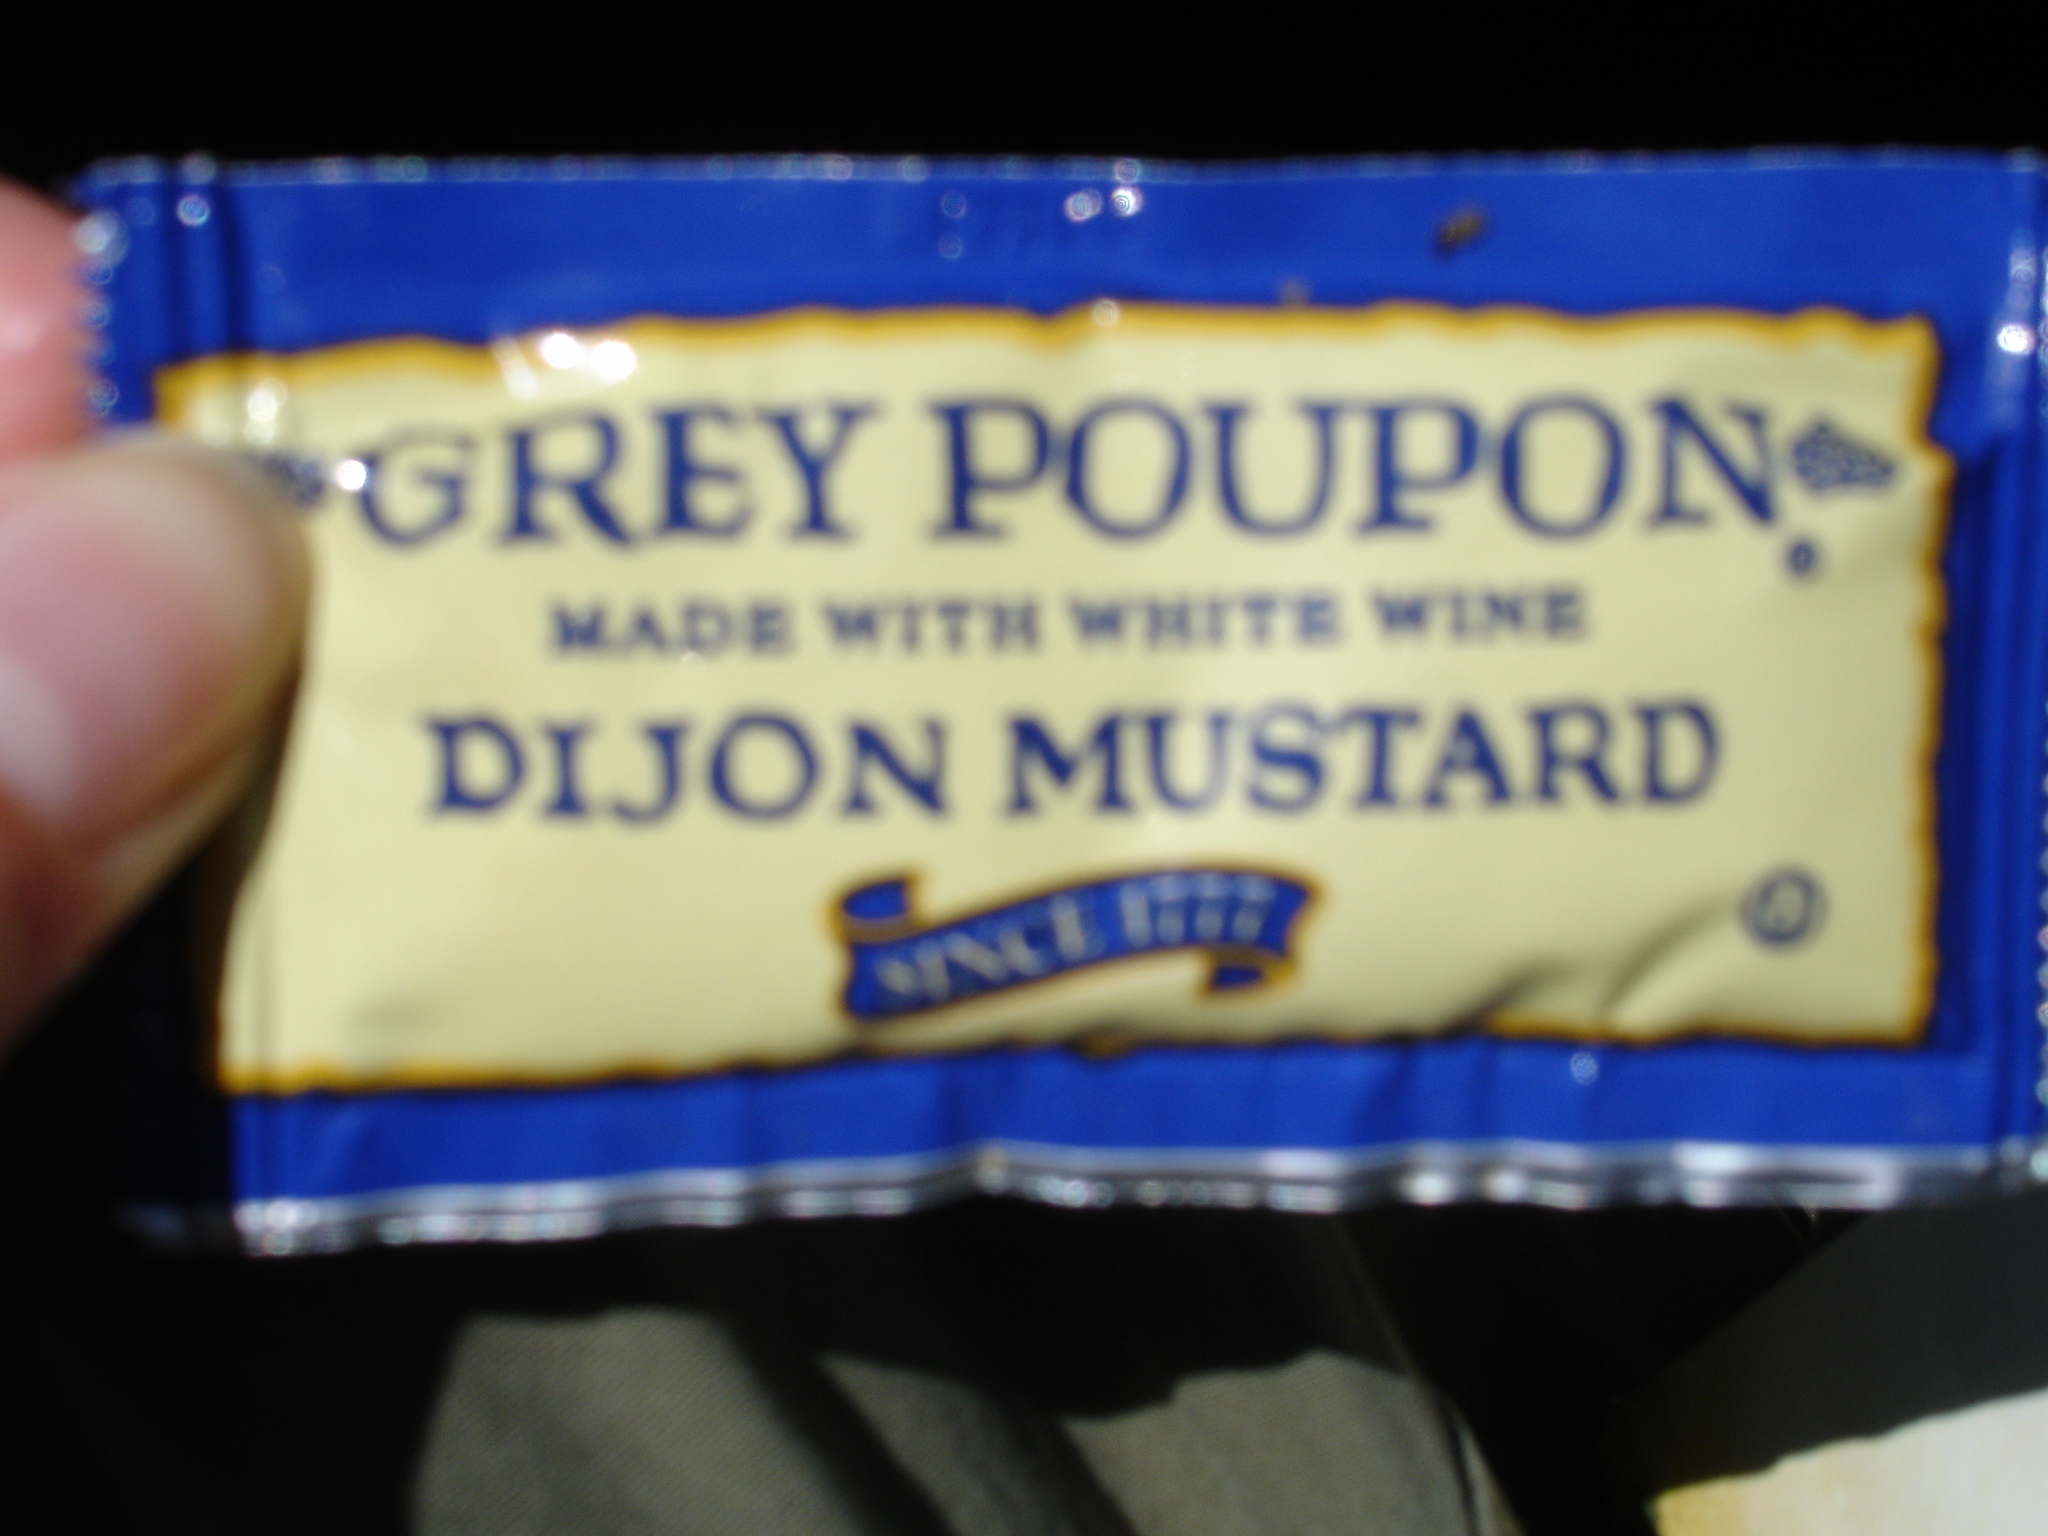 GREY POUPON
MADE WITH WHITE WINE
DIJON MUSTARD
SINCE 1777